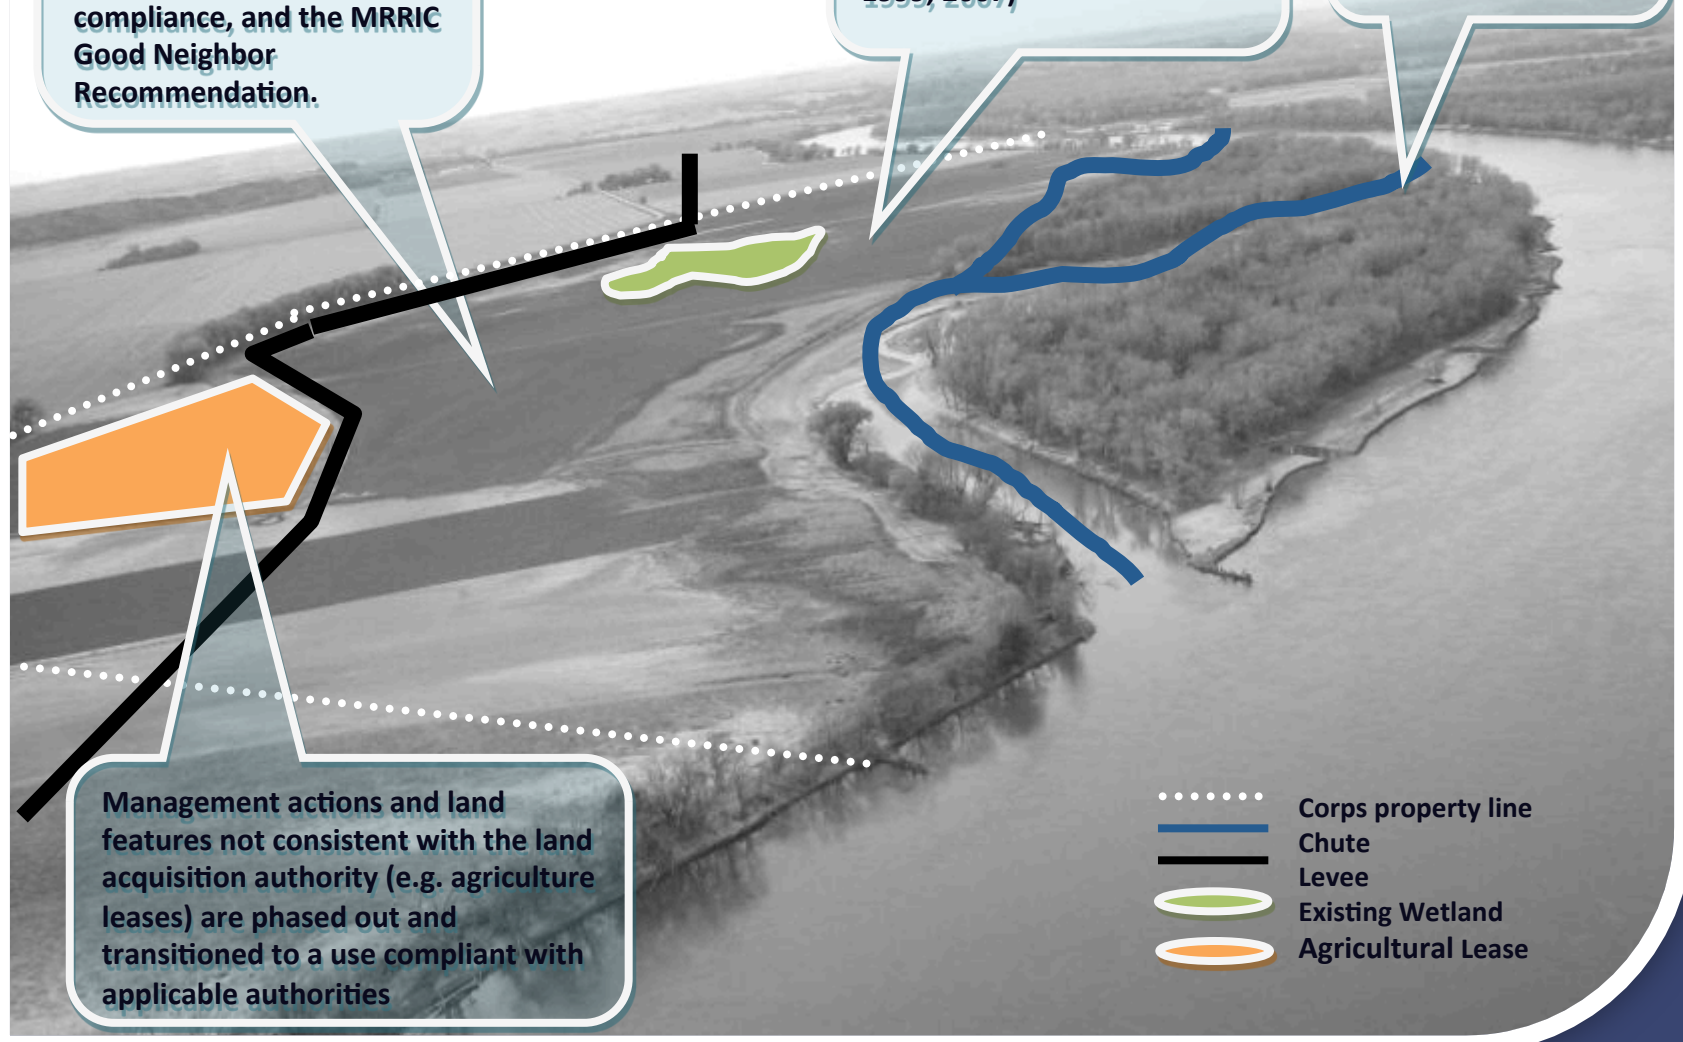 compliance, and the MRRIC
Good Neighbor
Recommendation.
Management actions and land
features not consistent with the land
acquisition authority (e.g. agriculture
leases) are phased out and
transitioned to a use compliant with
applicable authorities
Corps property line
Chute
Levee
Existing Wetland
Agricultural Lease